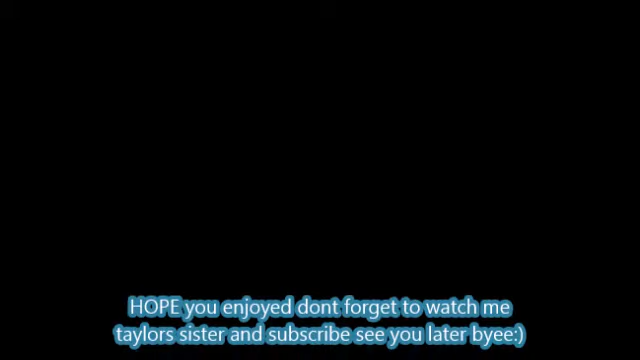 HOPE you enjoyed dont forget to watch me
taylors sister and subscribe see you later byee:)